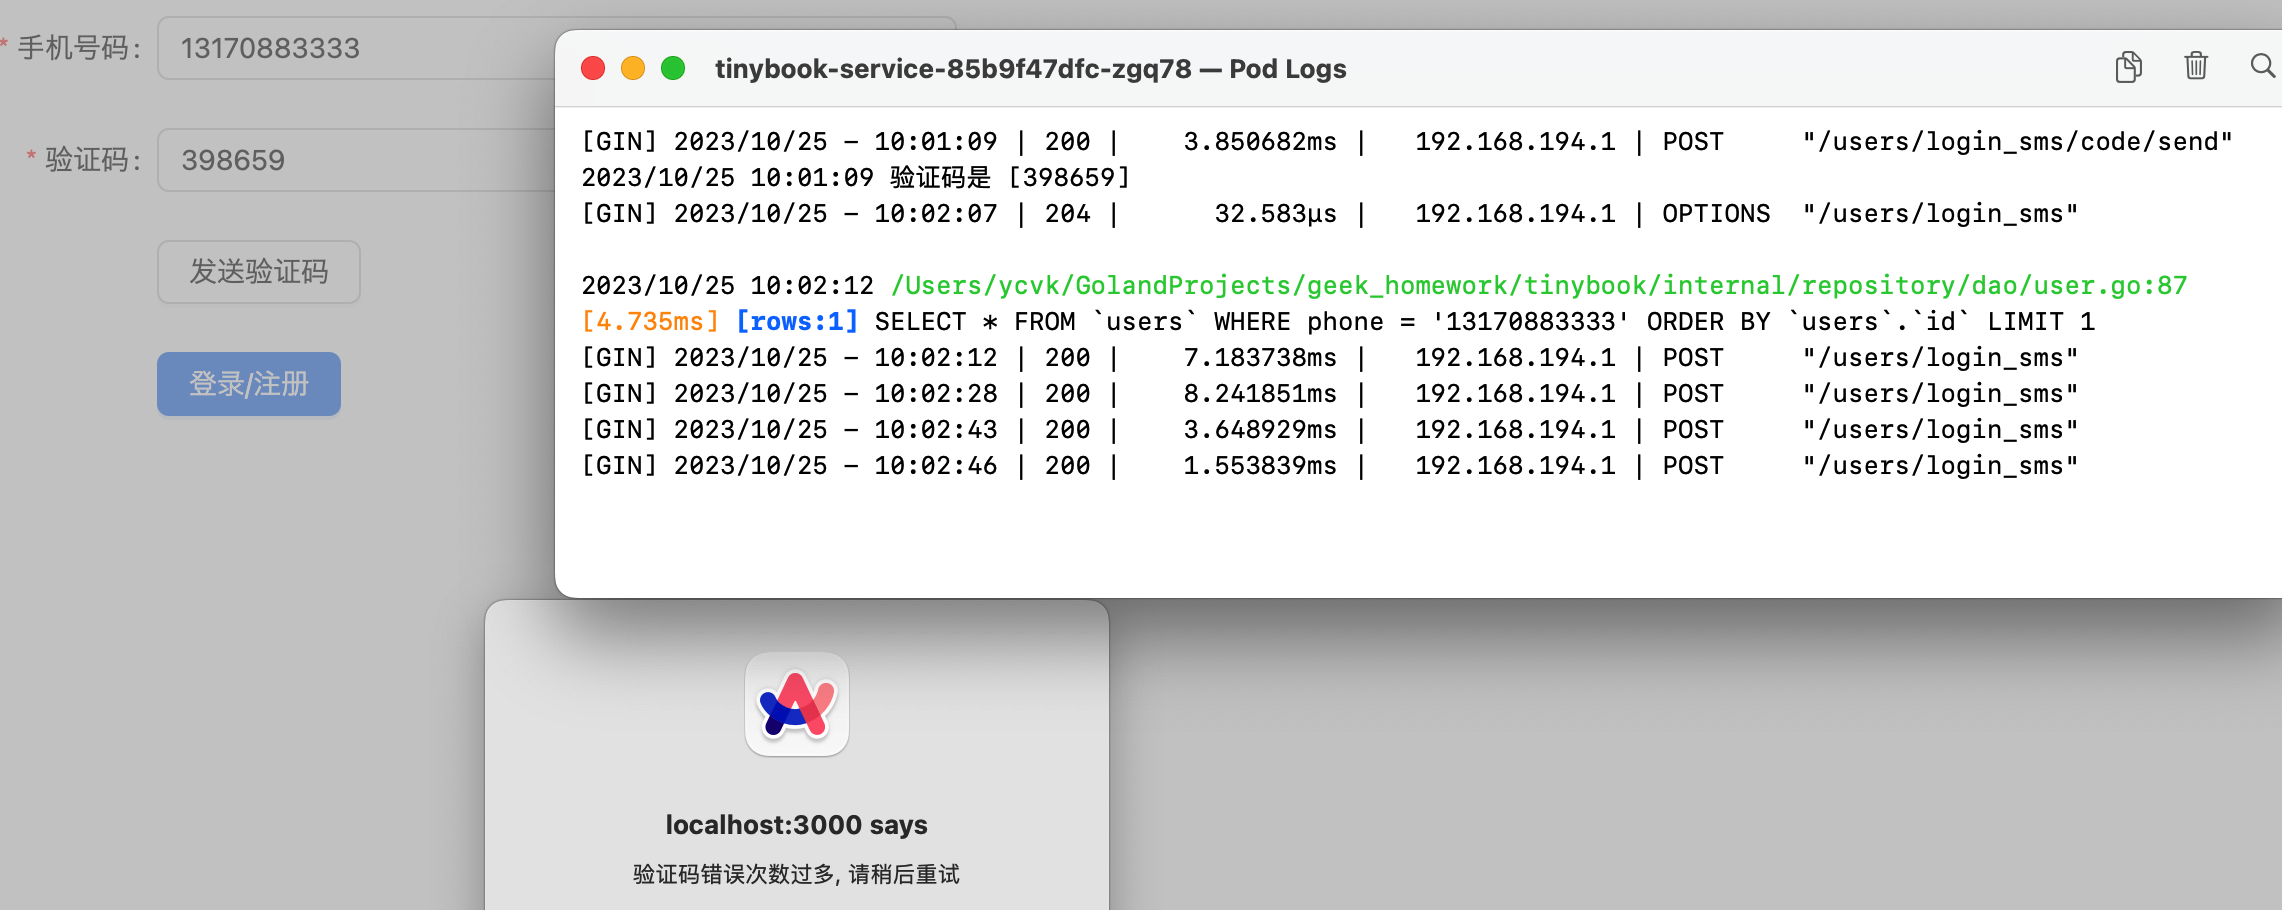 * 手机号码: 13170883333
* 验证码: 398659
发送验证码
登录/注册
tinybook-service-85b9f47dfc-zgq78 — Pod Logs
[GIN] 2023/10/25 - 10:01:09 | 200 | 3.850682ms | 192.168.194.1 | POST "/users/login_sms/code/send"
2023/10/25 10:01:09 验证码是 [398659]
[GIN] 2023/10/25 - 10:02:07 | 204 | 32.583µs | 192.168.194.1 | OPTIONS "/users/login_sms"
2023/10/25 10:02:12 /Users/ycvk/GolandProjects/geek_homework/tinybook/internal/repository/dao/user.go:87
[4.735ms] [rows:1] SELECT * FROM `users` WHERE phone = '13170883333' ORDER BY `users`.`id` LIMIT 1
[GIN] 2023/10/25 - 10:02:12 | 200 | 7.183738ms | 192.168.194.1 | POST "/users/login_sms"
[GIN] 2023/10/25 - 10:02:28 | 200 | 8.241851ms | 192.168.194.1 | POST "/users/login_sms"
[GIN] 2023/10/25 - 10:02:43 | 200 | 3.648929ms | 192.168.194.1 | POST "/users/login_sms"
[GIN] 2023/10/25 - 10:02:46 | 200 | 1.553839ms | 192.168.194.1 | POST "/users/login_sms"
localhost:3000 says
验证码错误次数过多, 请稍后重试